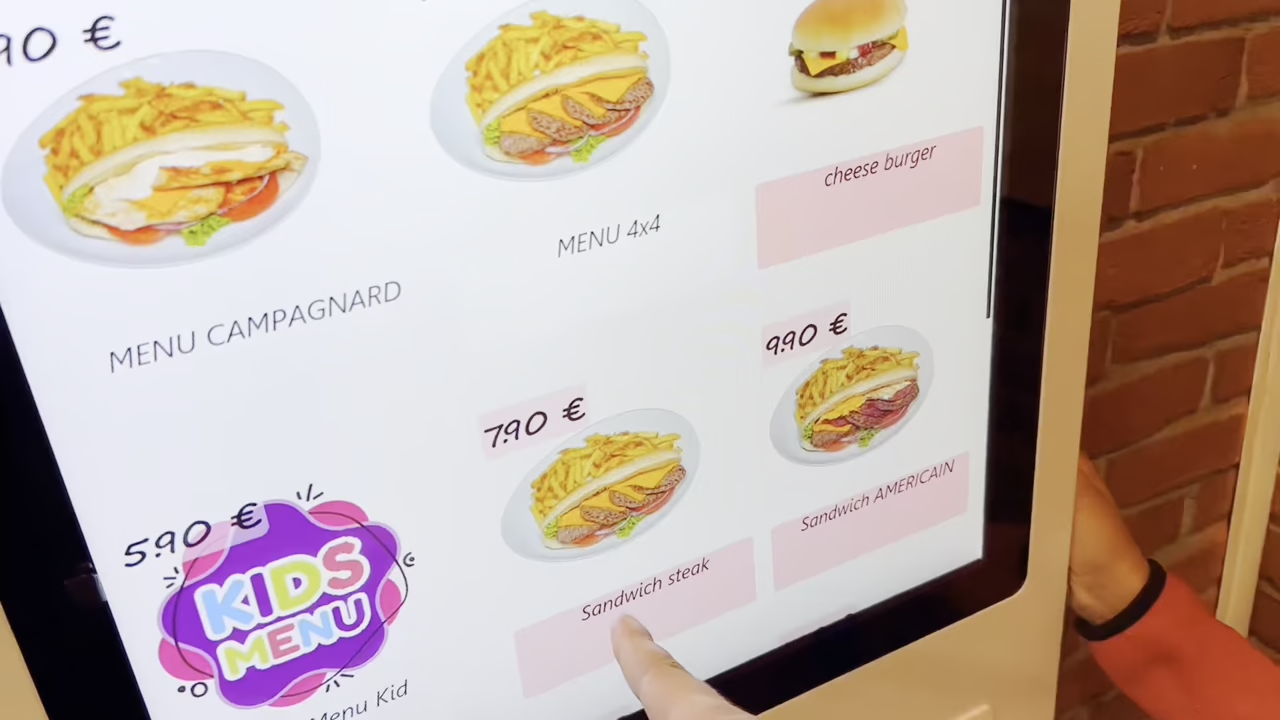 90 €
MENU CAMPAGNARD
MENU 4x4
cheese burger
5.90 €
KIDS
MENU
Menu Kid
7.90 €
Sandwich steak
9.90 €
Sandwich AMERICAIN